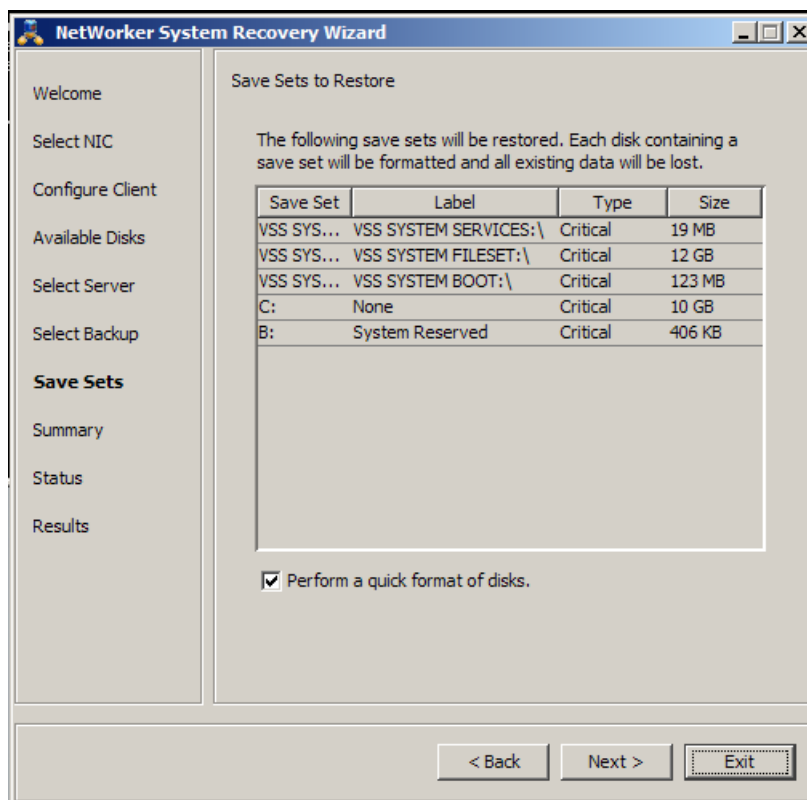 NetWorker System Recovery Wizard
Welcome
Select NIC
Configure Client
Available Disks
Select Server
Select Backup
Save Sets
Summary
Status
Results
Save Sets to Restore
The following save sets will be restored. Each disk containing a
save set will be formatted and all existing data will be lost.
Save Set Label Type Size
VSS SYS... VSS SYSTEM SERVICES:\ Critical 19 MB
VSS SYS... VSS SYSTEM FILESET:\ Critical 12 GB
VSS SYS... VSS SYSTEM BOOT:\ Critical 123 MB
C: None Critical 10 GB
B: System Reserved Critical 406 KB
Perform a quick format of disks.
< Back Next > Exit